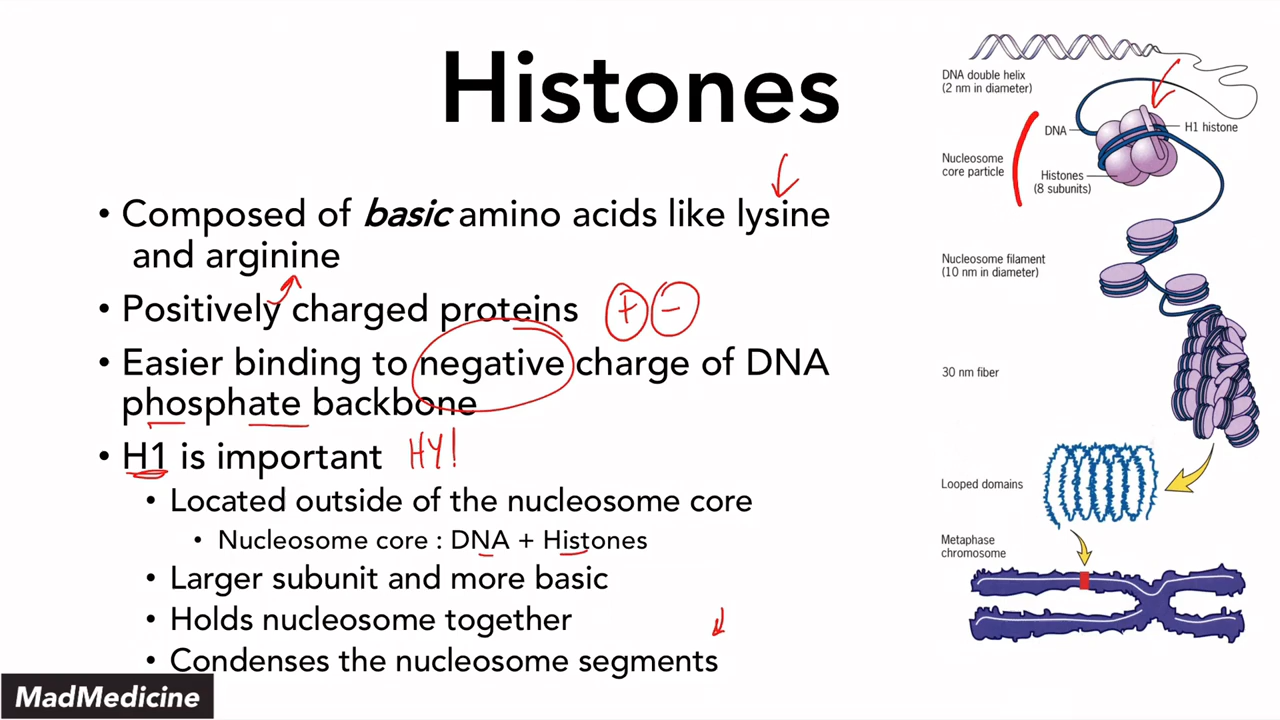 Histones
• Composed of basic amino acids like lysine
and arginine
• Positively charged proteins + -
• Easier binding to negative charge of DNA
phosphate backbone
• H1 is important HY!
• Located outside of the nucleosome core
• Nucleosome core : DNA + Histones
• Larger subunit and more basic
• Holds nucleosome together
• Condenses the nucleosome segments
MadMedicine
DNA double helix
(2 nm in diameter)
DNA
H1 histone
Nucleosome
core particle
Histones
(8 subunits)
Nucleosome filament
(10 nm in diameter)
30 nm fiber
Looped domains
Metaphase
chromosome